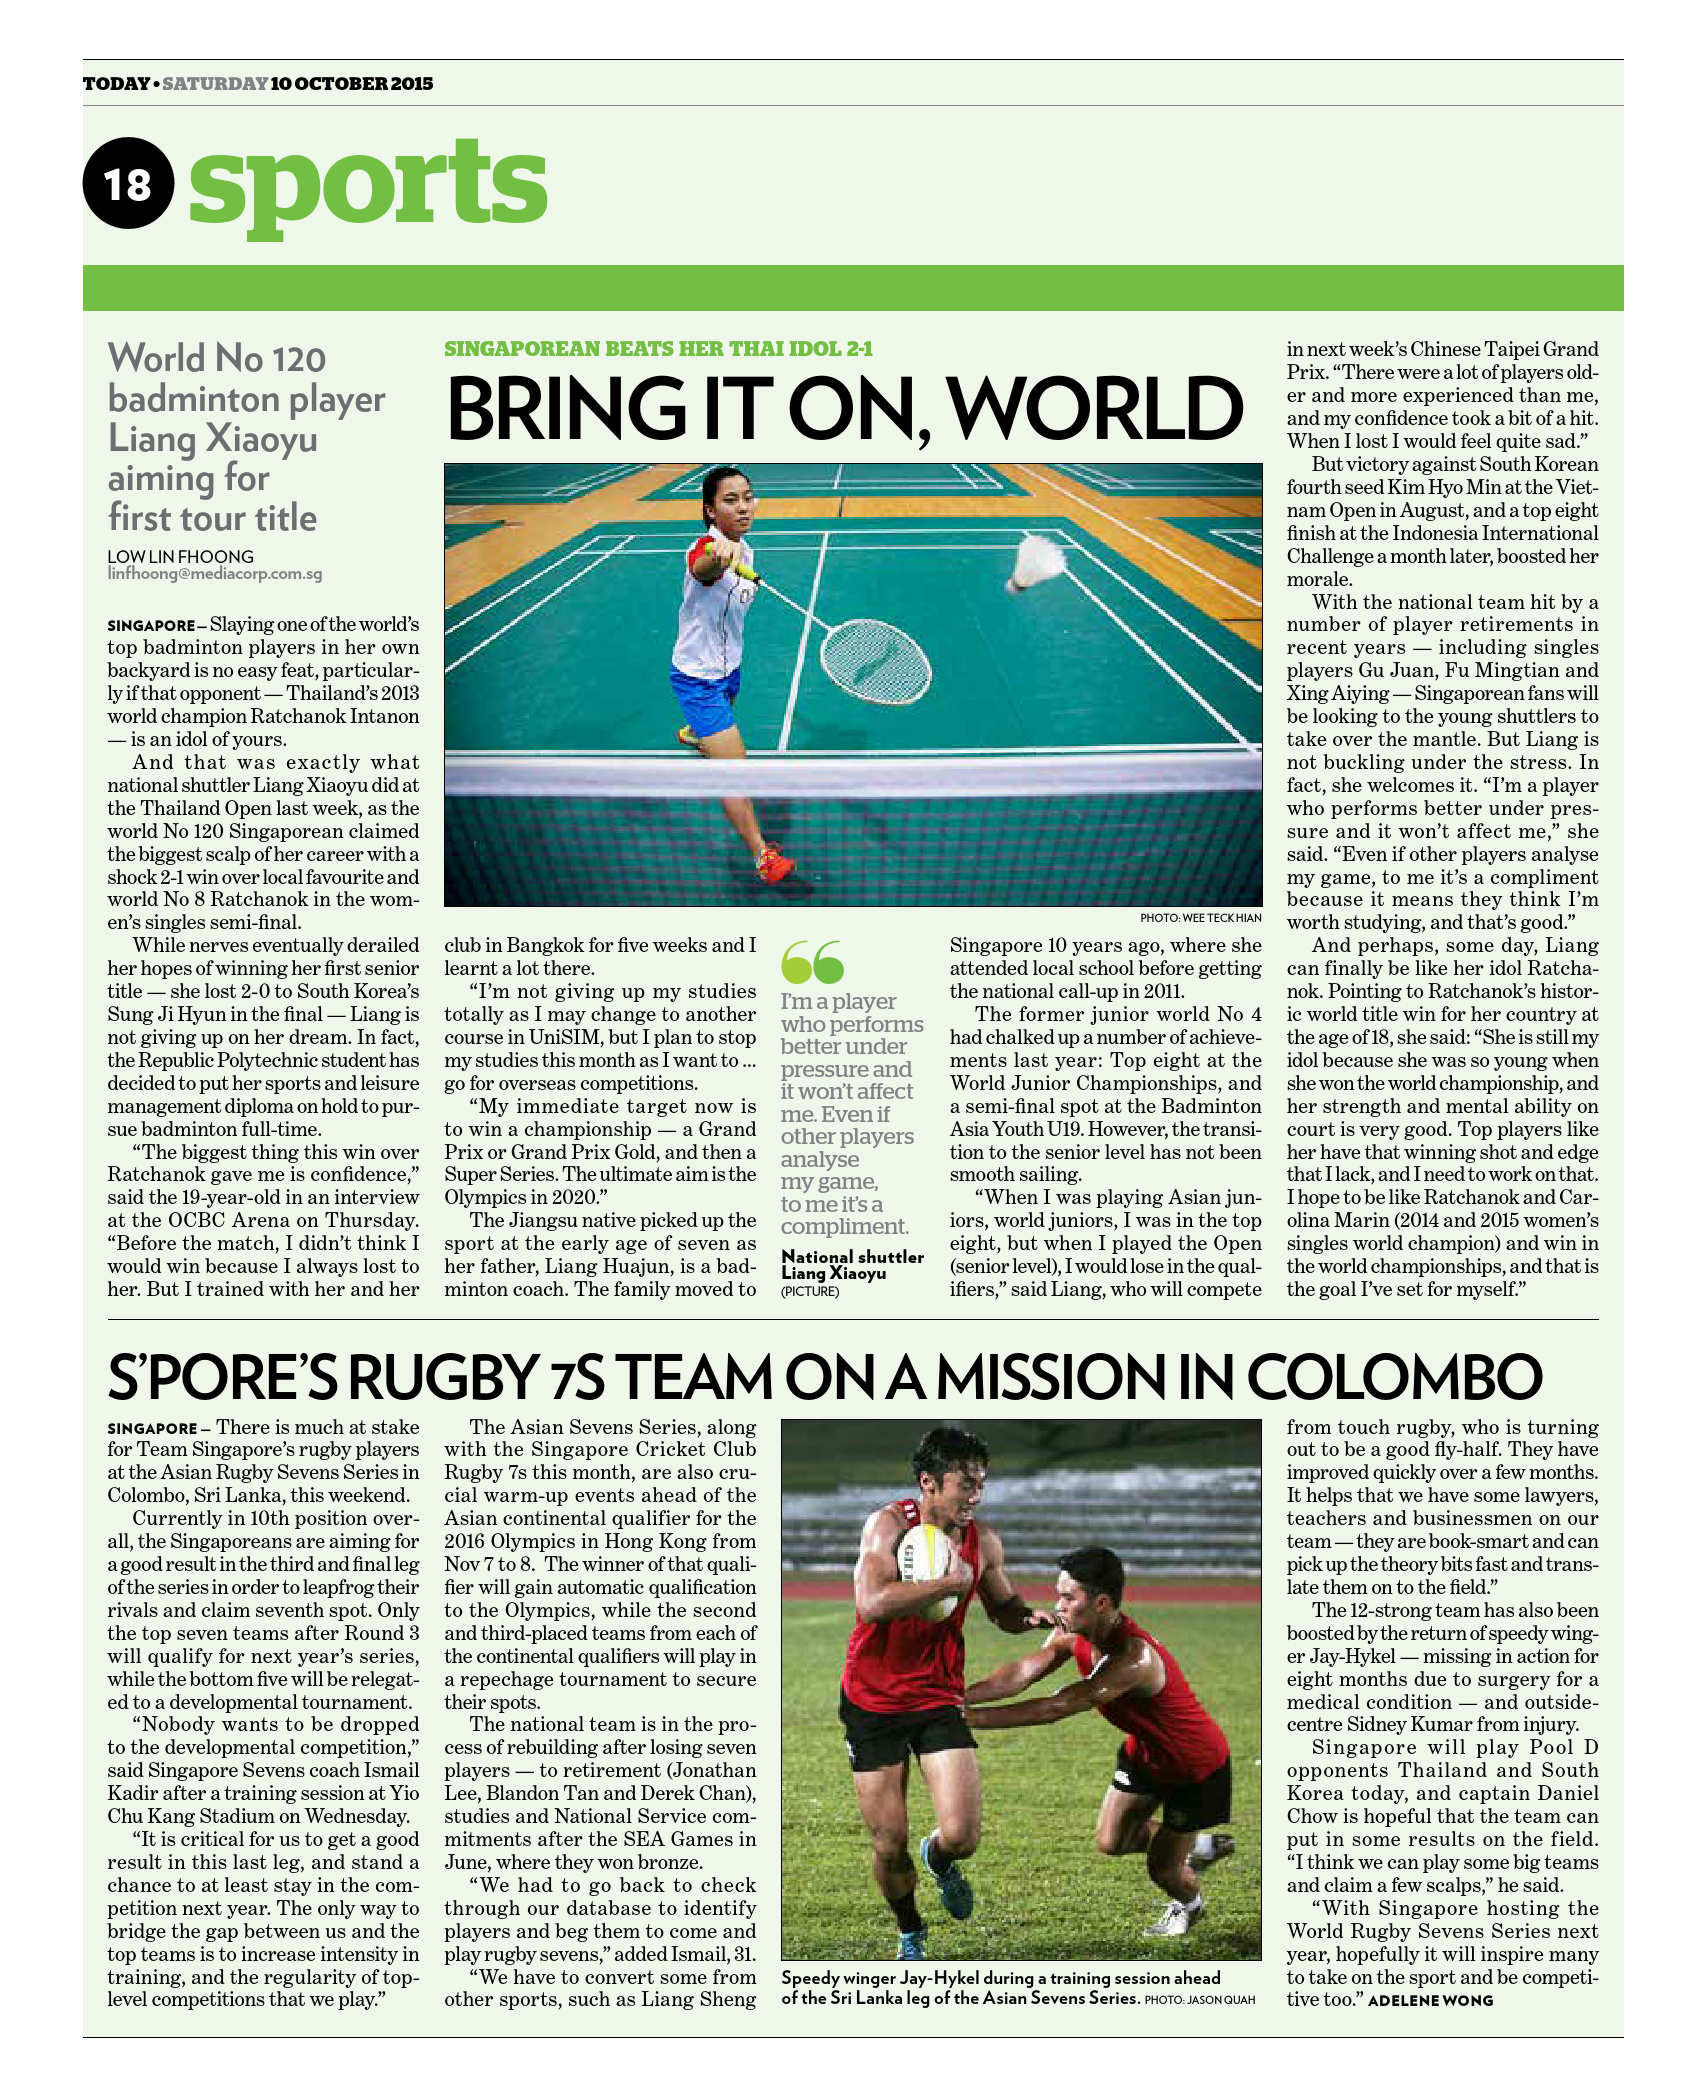 TODAY • SATURDAY 10 OCTOBER 2015
18 sports
World No 120
badminton player
Liang Xiaoyu
aiming for
first tour title
LOW LIN FHOONG
linfhoong@mediacorp.com.sg
SINGAPORE – Slaying one of the world’s
top badminton players in her own
backyard is no easy feat, particular-
ly if that opponent — Thailand’s 2013
world champion Ratchanok Intanon
— is an idol of yours.
And that was exactly what
national shuttler Liang Xiaoyu did at
the Thailand Open last week, as the
world No 120 Singaporean claimed
the biggest scalp of her career with a
shock 2-1 win over local favourite and
world No 8 Ratchanok in the wom-
en’s singles semi-final.
While nerves eventually derailed
her hopes of winning her first senior
title — she lost 2-0 to South Korea’s
Sung Ji Hyun in the final — Liang is
not giving up on her dream. In fact,
the Republic Polytechnic student has
decided to put her sports and leisure
management diploma on hold to pur-
sue badminton full-time.
“The biggest thing this win over
Ratchanok gave me is confidence,”
said the 19-year-old in an interview
at the OCBC Arena on Thursday.
“Before the match, I didn’t think I
would win because I always lost to
her. But I trained with her and her
SINGAPOREAN BEATS HER THAI IDOL 2-1
BRING IT ON, WORLD
PHOTO: WEE TECK HIAN
club in Bangkok for five weeks and I
learnt a lot there.
“I’m not giving up my studies
totally as I may change to another
course in UniSIM, but I plan to stop
my studies this month as I want to ...
go for overseas competitions.
“My immediate target now is
to win a championship — a Grand
Prix or Grand Prix Gold, and then a
Super Series. The ultimate aim is the
Olympics in 2020.”
The Jiangsu native picked up the
sport at the early age of seven as
her father, Liang Huajun, is a bad-
minton coach. The family moved to
“
I’m a player
who performs
better under
pressure and
it won’t affect
me. Even if
other players
analyse
my game,
to me it’s a
compliment.
National shuttler
Liang Xiaoyu
(PICTURE)
Singapore 10 years ago, where she
attended local school before getting
the national call-up in 2011.
The former junior world No 4
had chalked up a number of achieve-
ments last year: Top eight at the
World Junior Championships, and
a semi-final spot at the Badminton
Asia Youth U19. However, the transi-
tion to the senior level has not been
smooth sailing.
“When I was playing Asian jun-
iors, world juniors, I was in the top
eight, but when I played the Open
(senior level), I would lose in the qual-
ifiers,” said Liang, who will compete
in next week’s Chinese Taipei Grand
Prix. “There were a lot of players old-
er and more experienced than me,
and my confidence took a bit of a hit.
When I lost I would feel quite sad.”
But victory against South Korean
fourth seed Kim Hyo Min at the Viet-
nam Open in August, and a top eight
finish at the Indonesia International
Challenge a month later, boosted her
morale.
With the national team hit by a
number of player retirements in
recent years — including singles
players Gu Juan, Fu Mingtian and
Xing Aiying — Singaporean fans will
be looking to the young shuttlers to
take over the mantle. But Liang is
not buckling under the stress. In
fact, she welcomes it. “I’m a player
who performs better under pres-
sure and it won’t affect me,” she
said. “Even if other players analyse
my game, to me it’s a compliment
because it means they think I’m
worth studying, and that’s good.”
And perhaps, some day, Liang
can finally be like her idol Ratcha-
nok. Pointing to Ratchanok’s histor-
ic world title win for her country at
the age of 18, she said: “She is still my
idol because she was so young when
she won the world championship, and
her strength and mental ability on
court is very good. Top players like
her have that winning shot and edge
that I lack, and I need to work on that.
I hope to be like Ratchanok and Car-
olina Marin (2014 and 2015 women’s
singles world champion) and win in
the world championships, and that is
the goal I’ve set for myself.”
S’PORE’S RUGBY 7S TEAM ON A MISSION IN COLOMBO
SINGAPORE – There is much at stake
for Team Singapore’s rugby players
at the Asian Rugby Sevens Series in
Colombo, Sri Lanka, this weekend.
Currently in 10th position over-
all, the Singaporeans are aiming for
a good result in the third and final leg
of the series in order to leapfrog their
rivals and claim seventh spot. Only
the top seven teams after Round 3
will qualify for next year’s series,
while the bottom five will be relegat-
ed to a developmental tournament.
“Nobody wants to be dropped
to the developmental competition,”
said Singapore Sevens coach Ismail
Kadir after a training session at Yio
Chu Kang Stadium on Wednesday.
“It is critical for us to get a good
result in this last leg, and stand a
chance to at least stay in the com-
petition next year. The only way to
bridge the gap between us and the
top teams is to increase intensity in
training, and the regularity of top-
level competitions that we play.”
The Asian Sevens Series, along
with the Singapore Cricket Club
Rugby 7s this month, are also cru-
cial warm-up events ahead of the
Asian continental qualifier for the
2016 Olympics in Hong Kong from
Nov 7 to 8. The winner of that quali-
fier will gain automatic qualification
to the Olympics, while the second
and third-placed teams from each of
the continental qualifiers will play in
a repechage tournament to secure
their spots.
The national team is in the pro-
cess of rebuilding after losing seven
players — to retirement (Jonathan
Lee, Blandon Tan and Derek Chan),
studies and National Service com-
mitments after the SEA Games in
June, where they won bronze.
“We had to go back to check
through our database to identify
players and beg them to come and
play rugby sevens,” added Ismail, 31.
“We have to convert some from
other sports, such as Liang Sheng
Speedy winger Jay-Hykel during a training session ahead
of the Sri Lanka leg of the Asian Sevens Series. PHOTO: JASON QUAH
from touch rugby, who is turning
out to be a good fly-half. They have
improved quickly over a few months.
It helps that we have some lawyers,
teachers and businessmen on our
team — they are book-smart and can
pick up the theory bits fast and trans-
late them on to the field.”
The 12-strong team has also been
boosted by the return of speedy wing-
er Jay-Hykel — missing in action for
eight months due to surgery for a
medical condition — and outside-
centre Sidney Kumar from injury.
Singapore will play Pool D
opponents Thailand and South
Korea today, and captain Daniel
Chow is hopeful that the team can
put in some results on the field.
“I think we can play some big teams
and claim a few scalps,” he said.
“With Singapore hosting the
World Rugby Sevens Series next
year, hopefully it will inspire many
to take on the sport and be competi-
tive too.” ADELENE WONG